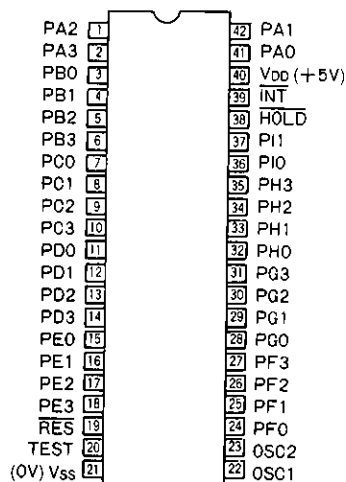 PA2 1 42 PA1
PA3 2 41 PA0
PB0 3 40 VDD (+5V)
PB1 4 39 INT
PB2 5 38 HOLD
PB3 6 37 PI1
PC0 7 36 PI0
PC1 8 35 PH3
PC2 9 34 PH2
PC3 10 33 PH1
PD0 11 32 PH0
PD1 12 31 PG3
PD2 13 30 PG2
PD3 14 29 PG1
PE0 15 28 PG0
PE1 16 27 PF3
PE2 17 26 PF2
PE3 18 25 PF1
RES 19 24 PF0
TEST 20 23 OSC2
(0V) VSS 21 22 OSC1